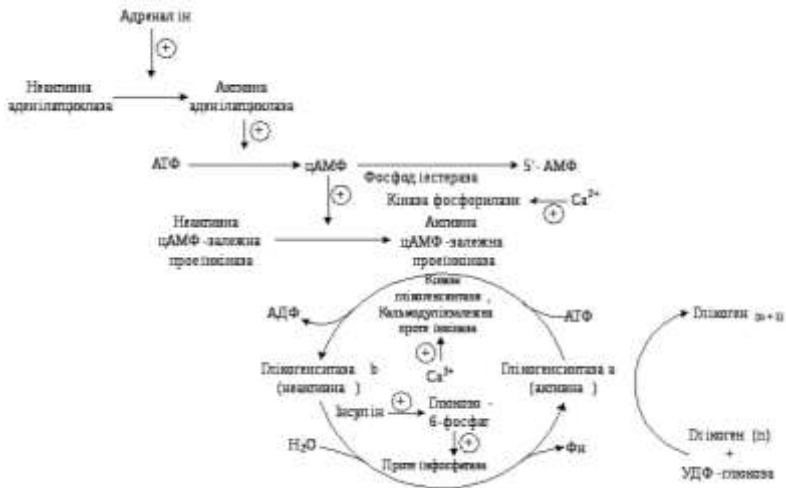 Адреналін
+
Неактивна
аденілатциклаза
Активна
аденілатциклаза
+
АТФ
цАМФ
5'- АМФ
Фосфодіестераза
+
Кіназа фосфорилази
Ca²⁺
+
Неактивна
цАМФ -залежна
протеїнкіназа
Активна
цАМФ -залежна
протеїнкіназа
Кіназа
глікогенсинтази ,
Кальмодулінзалежна
протеїнкіназа
АДФ
АТФ
Глікоген (n+1)
+
Ca²⁺
Глікогенсинтаза b
(неактивна )
Глікогенсинтаза а
(активна )
Інсулін
+
Глюкозо -
6-фосфат
+
H₂O
Протеїнфосфатаза
Фн
Глікоген (n)
+
УДФ -глюкоза